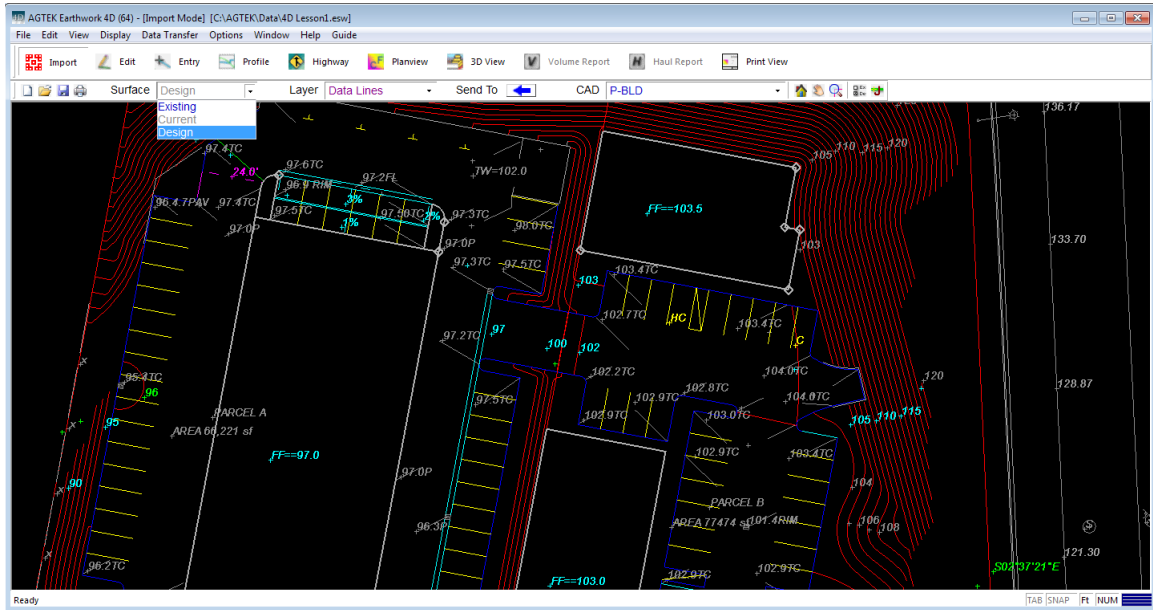 AGTEK Earthwork 4D (64) - [Import Mode] [C:\AGTEK\Data\4D Lesson1.esw]
File Edit View Display Data Transfer Options Window Help Guide
Import Edit Entry Profile Highway Planview 3D View Volume Report Haul Report Print View
Surface Design Layer Data Lines Send To CAD P-BLD
Existing
Current
Design
136.17
97.4TC
105 110 115 120
97.6TC
24.0'
97.2FL
TW=102.0
96.9 RIM
96.4.7PAV
97.4TC
3%
97.5TC
97.50TC
2%
97.3TC
FF==103.5
1%
98.0TC
97.0P
133.70
97.0P
103
97.3TC
97.5TC
103.4TC
103
102.7TC
HC
103.4TC
97
97.2TC
100
102
C
102.2TC
104.0TC
120
95.4TC
128.87
96
102.8TC
97.5TC
102.9TC
104.0TC
PARCEL A
102.9TC
103.0TC
105 110 115
95
AREA 66,221 sf
FF==97.0
102.9TC
103.4TC
97.0P
90
104
PARCEL B
96.3P
AREA 77474 sf
101.4RIM
106
108
S
121.30
96.2TC
S02°37'21"E
102.9TC
102.9TC
FF==103.0
Ready
TAB SNAP Ft NUM